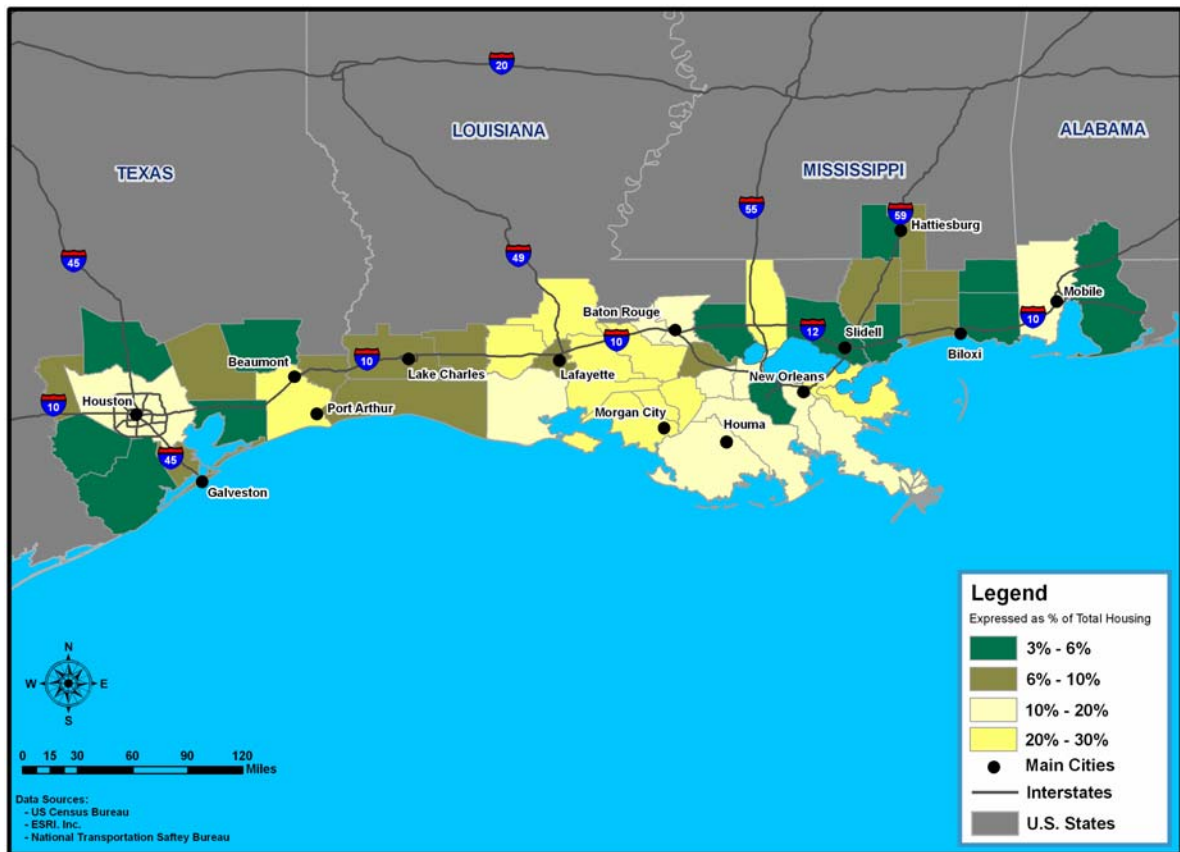 20
LOUISIANA
ALABAMA
TEXAS
MISSISSIPPI
55
59
Hattiesburg
45
49
Mobile
Baton Rouge
10
12
Slidell
Beaumont
10
10
Biloxi
Lake Charles
Lafayette
New Orleans
Houston
10
Port Arthur
Morgan City
Houma
45
Galveston
Legend
Expressed as % of Total Housing
3% - 6%
6% - 10%
10% - 20%
20% - 30%
Main Cities
Interstates
U.S. States
N
W E
S
0 15 30 60 90 120
Miles
Data Sources:
- US Census Bureau
- ESRI, Inc.
- National Transportation Saftey Bureau